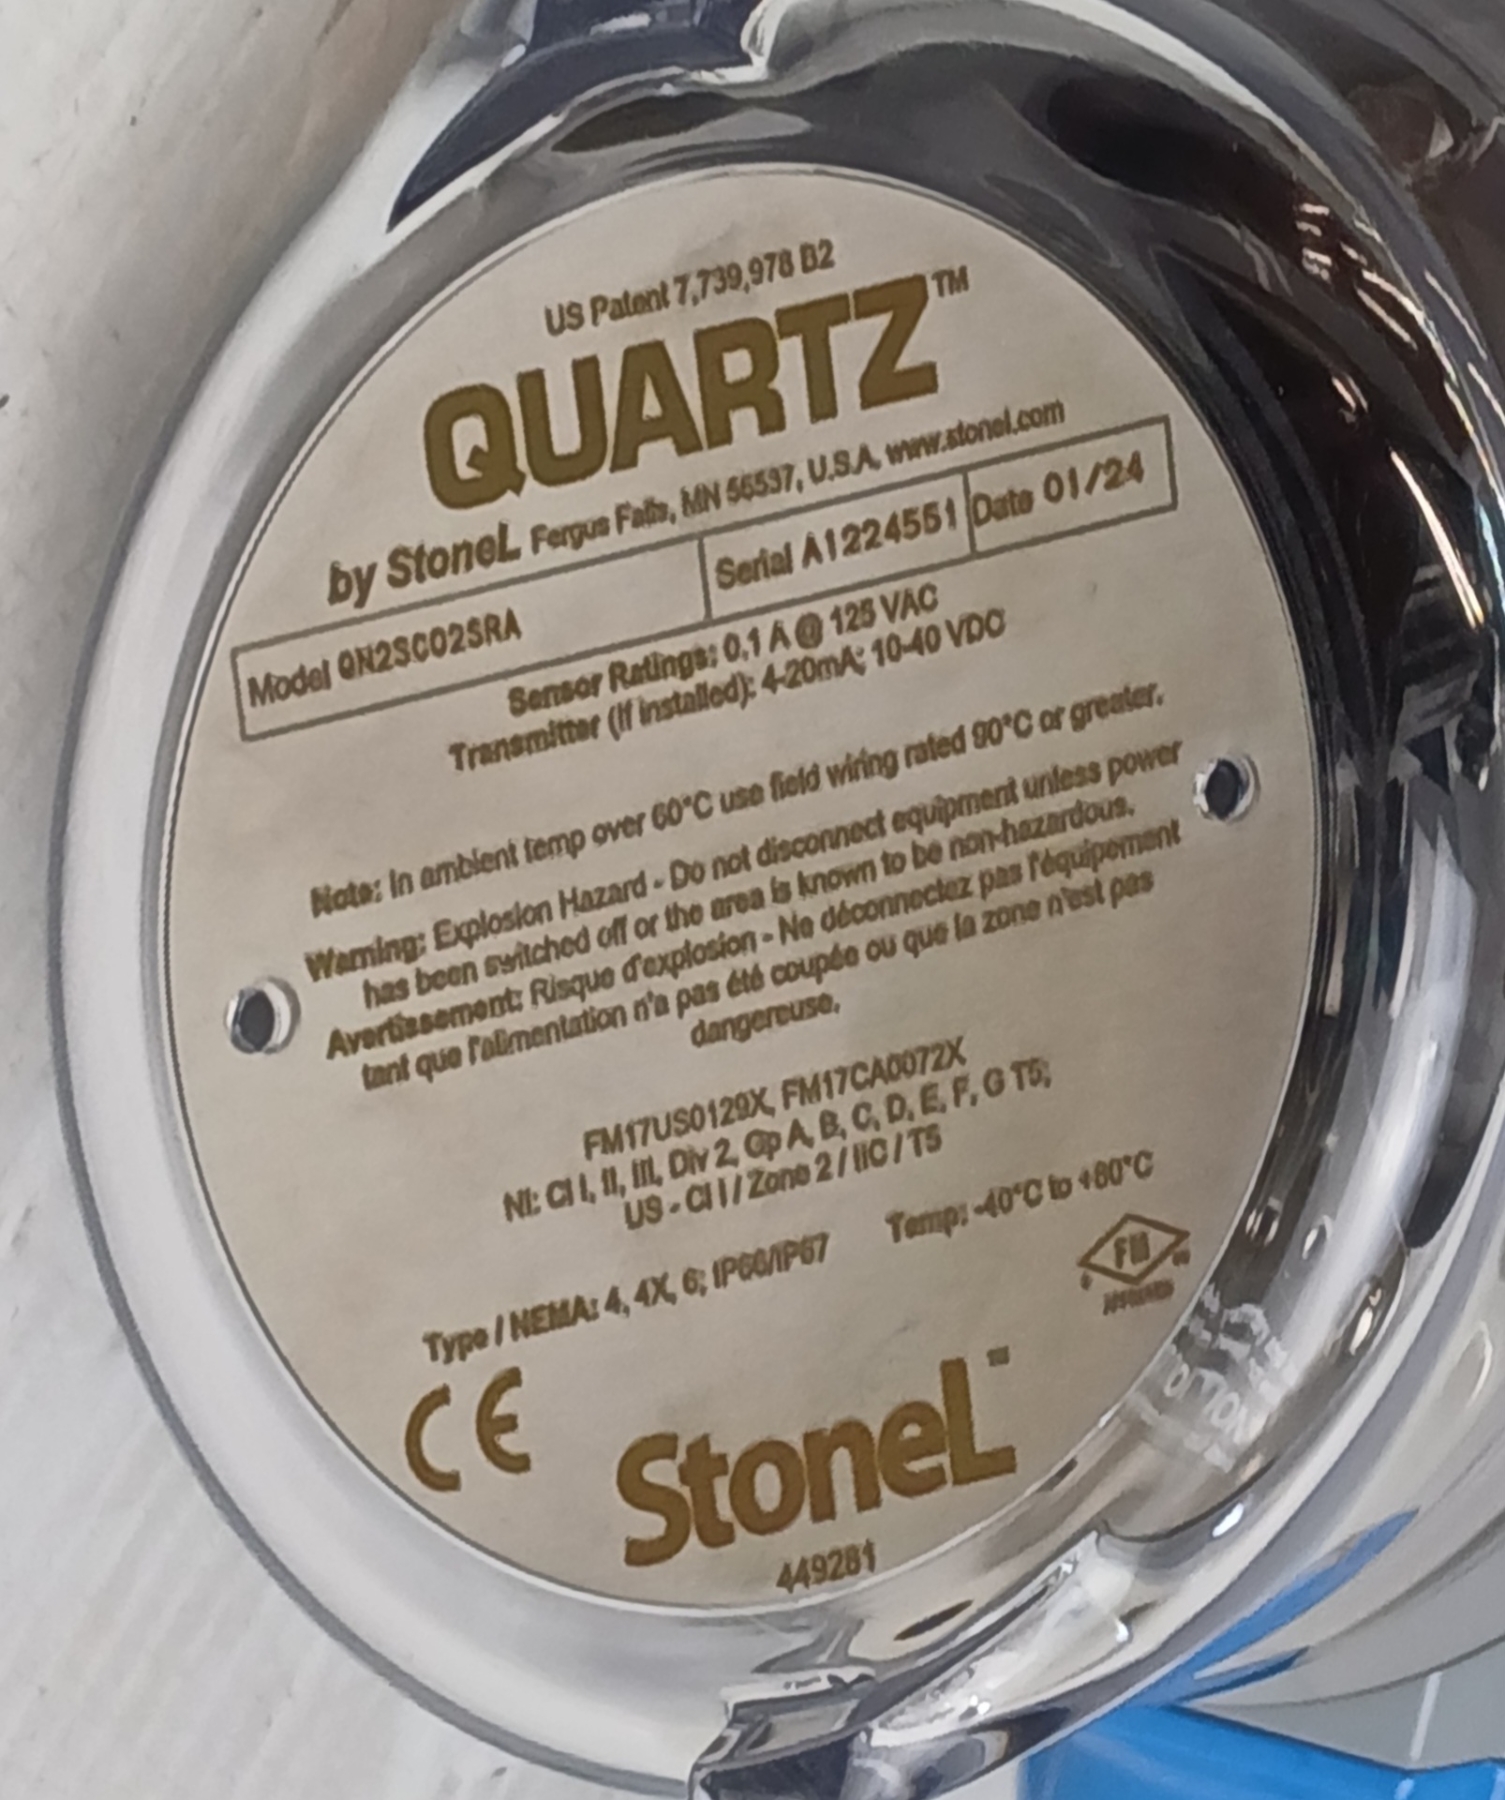 US Patent 7,739,978 B2
QUARTZ™
by StoneL Fergus Falls, MN 56537, U.S.A. www.stonel.com
Model QN2SC02SRA Serial A1224551 Date 01/24
Sensor Ratings: 0.1 A @ 125 VAC
Transmitter (If installed): 4-20mA; 10-40 VDC
Note: In ambient temp over 60°C use field wiring rated 90°C or greater.
Warning: Explosion Hazard - Do not disconnect equipment unless power
has been switched off or the area is known to be non-hazardous.
Avertissement: Risque d'explosion - Ne déconnectez pas l'équipement
tant que l'alimentation n'a pas été coupée ou que la zone n'est pas
dangereuse.
FM17US0129X, FM17CA0072X
NI: Cl I, II, III, Div 2, Gp A, B, C, D, E, F, G T5;
US - Cl I / Zone 2 / IIC / T5
Type / NEMA: 4, 4X, 6; IP66/IP67 Temp: -40°C to +80°C
FM
APPROVED
CE
StoneL™
449281